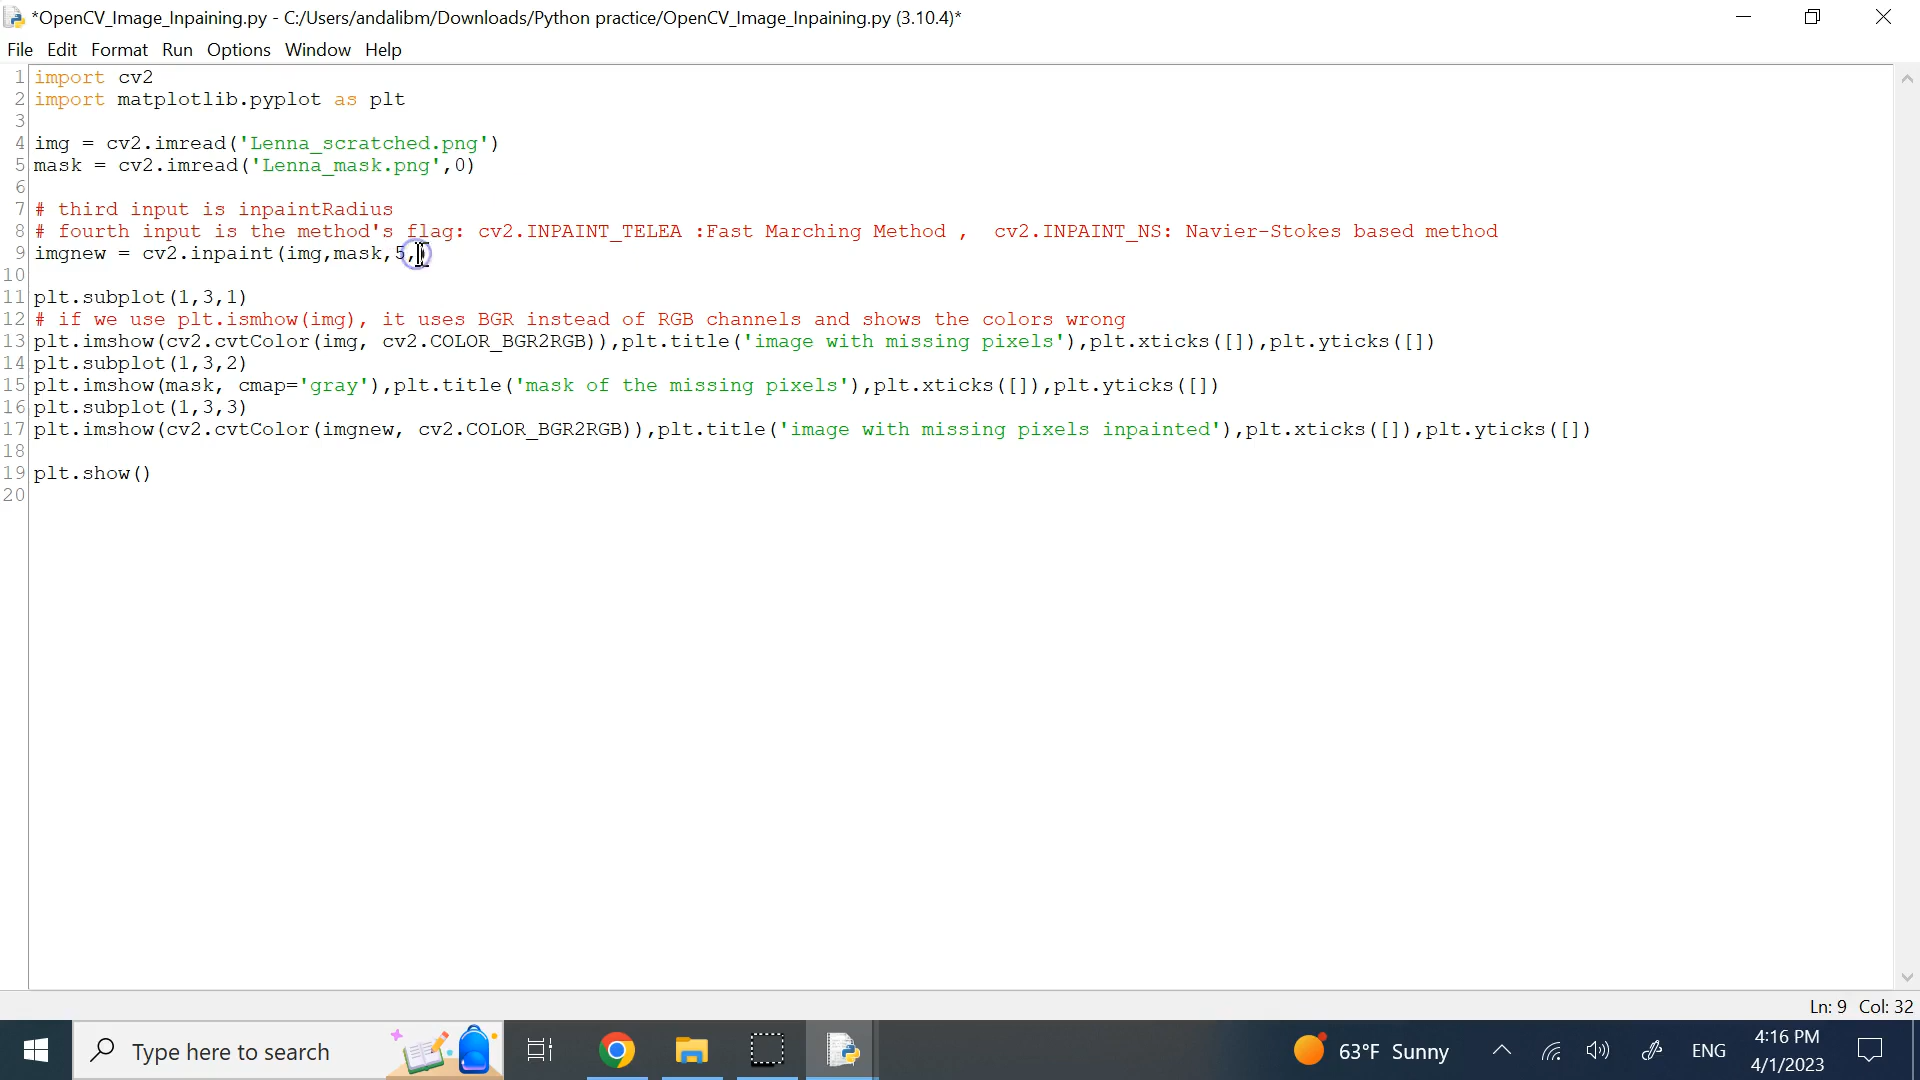 *OpenCV_Image_Inpaining.py - C:/Users/andalibm/Downloads/Python practice/OpenCV_Image_Inpaining.py (3.10.4)*
File Edit Format Run Options Window Help
1 import cv2
2 import matplotlib.pyplot as plt
3
4 img = cv2.imread('Lenna_scratched.png')
5 mask = cv2.imread('Lenna_mask.png',0)
6
7 # third input is inpaintRadius
8 # fourth input is the method's flag: cv2.INPAINT_TELEA :Fast Marching Method , cv2.INPAINT_NS: Navier-Stokes based method
9 imgnew = cv2.inpaint(img,mask,5,)
10
11 plt.subplot(1,3,1)
12 # if we use plt.ismhow(img), it uses BGR instead of RGB channels and shows the colors wrong
13 plt.imshow(cv2.cvtColor(img, cv2.COLOR_BGR2RGB)),plt.title('image with missing pixels'),plt.xticks([]),plt.yticks([])
14 plt.subplot(1,3,2)
15 plt.imshow(mask, cmap='gray'),plt.title('mask of the missing pixels'),plt.xticks([]),plt.yticks([])
16 plt.subplot(1,3,3)
17 plt.imshow(cv2.cvtColor(imgnew, cv2.COLOR_BGR2RGB)),plt.title('image with missing pixels inpainted'),plt.xticks([]),plt.yticks([])
18
19 plt.show()
20
Ln: 9 Col: 32
Type here to search
63°F Sunny
ENG
4:16 PM
4/1/2023